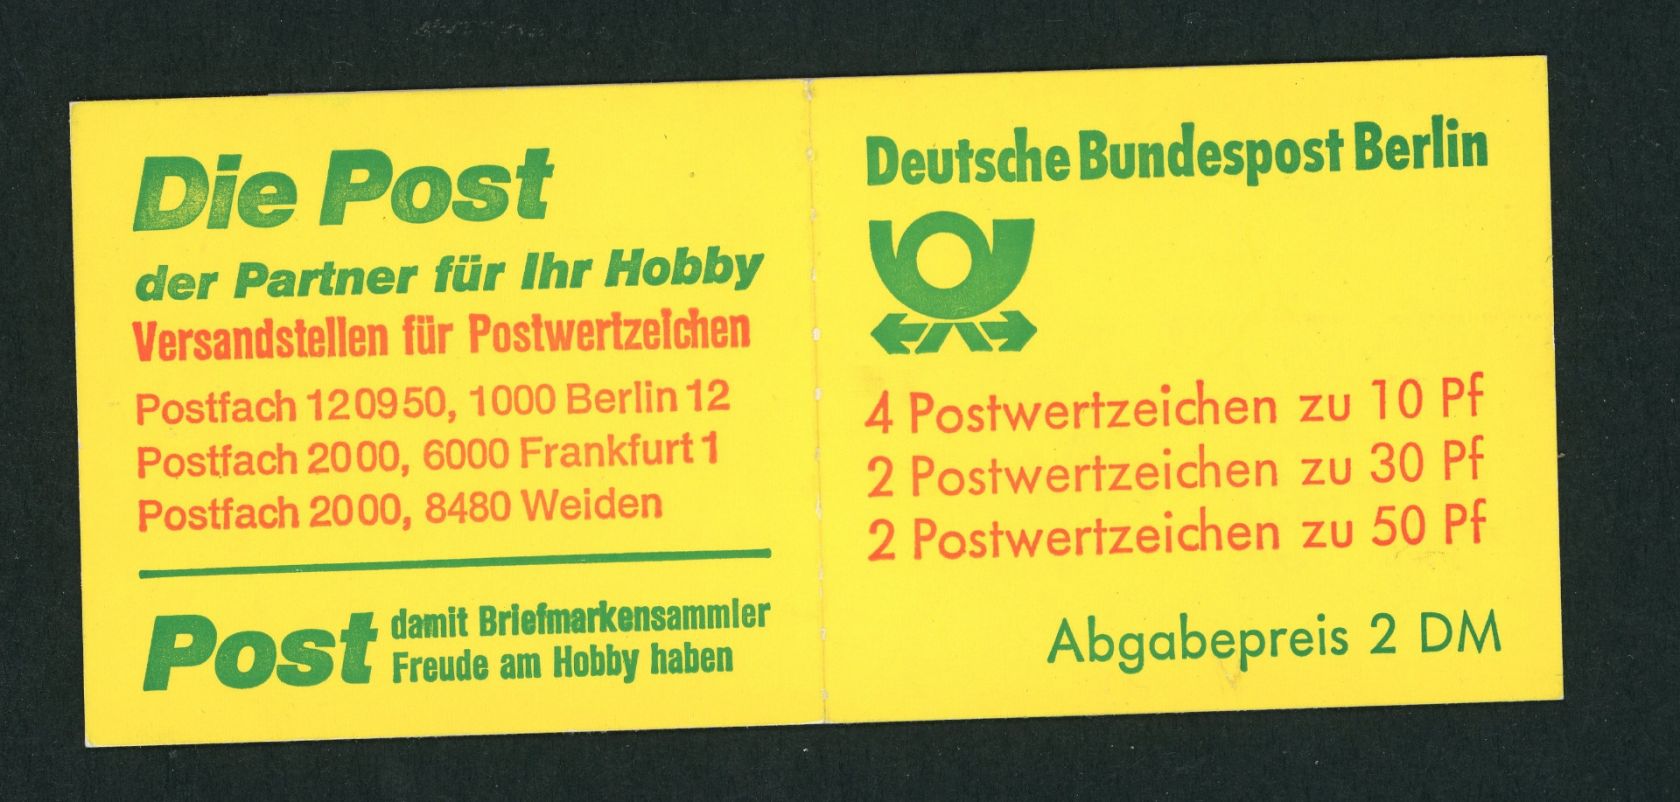 Die Post
der Partner für Ihr Hobby
Versandstellen für Postwertzeichen
Postfach 120950, 1000 Berlin 12
Postfach 2000, 6000 Frankfurt 1
Postfach 2000, 8480 Weiden
Post damit Briefmarkensammler
Freude am Hobby haben
Deutsche Bundespost Berlin
4 Postwertzeichen zu 10 Pf
2 Postwertzeichen zu 30 Pf
2 Postwertzeichen zu 50 Pf
Abgabepreis 2 DM